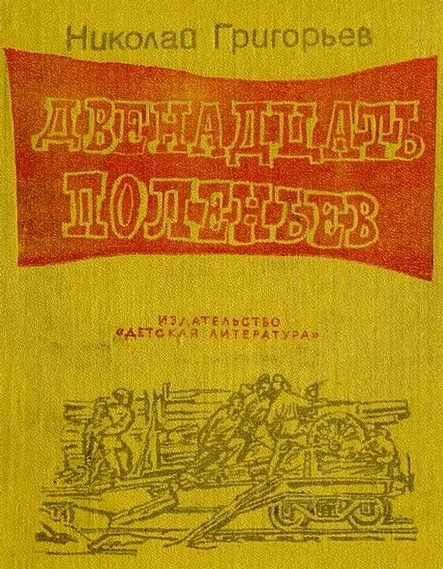 Николай Григорьев
ДВЕНАДЦАТЬ
ПОЛЕНЬЕВ
ИЗДАТЕЛЬСТВО
«ДЕТСКАЯ ЛИТЕРАТУРА»